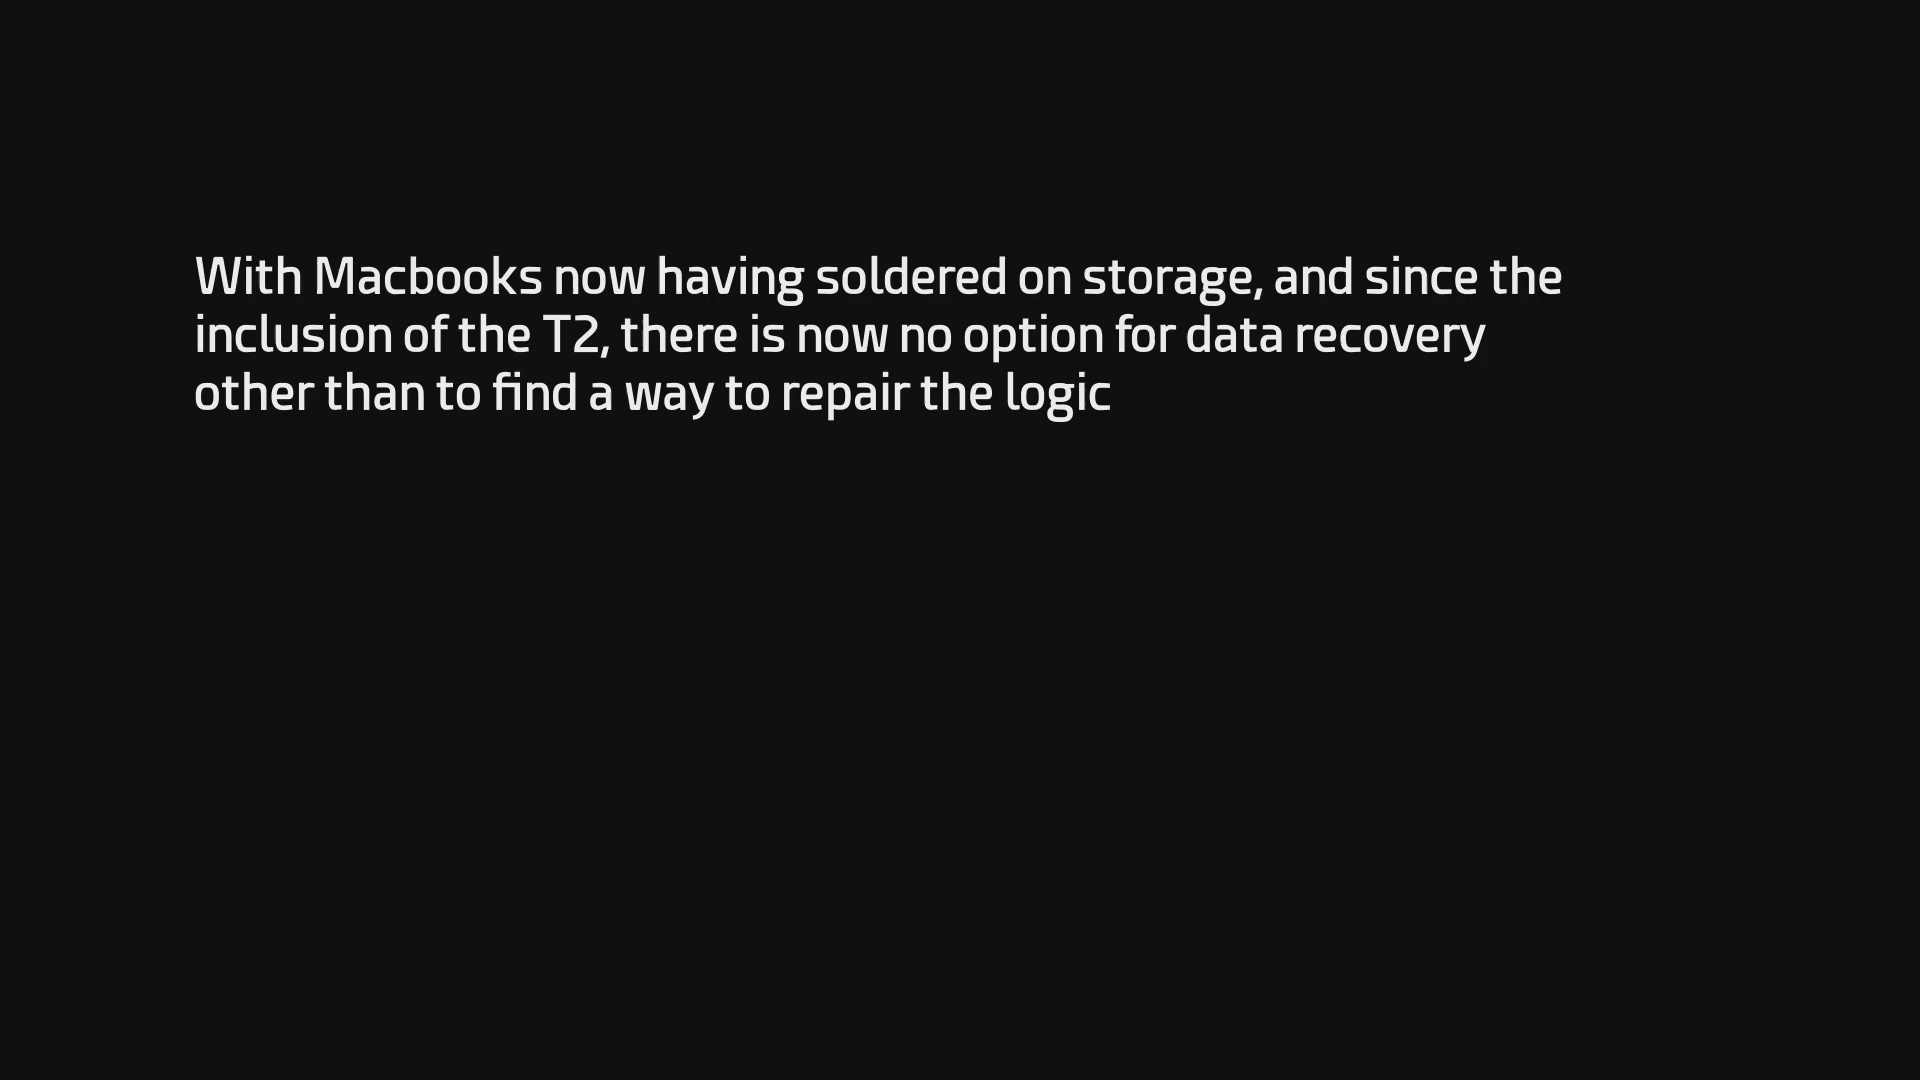 With Macbooks now having soldered on storage, and since the
inclusion of the T2, there is now no option for data recovery
other than to find a way to repair the logic